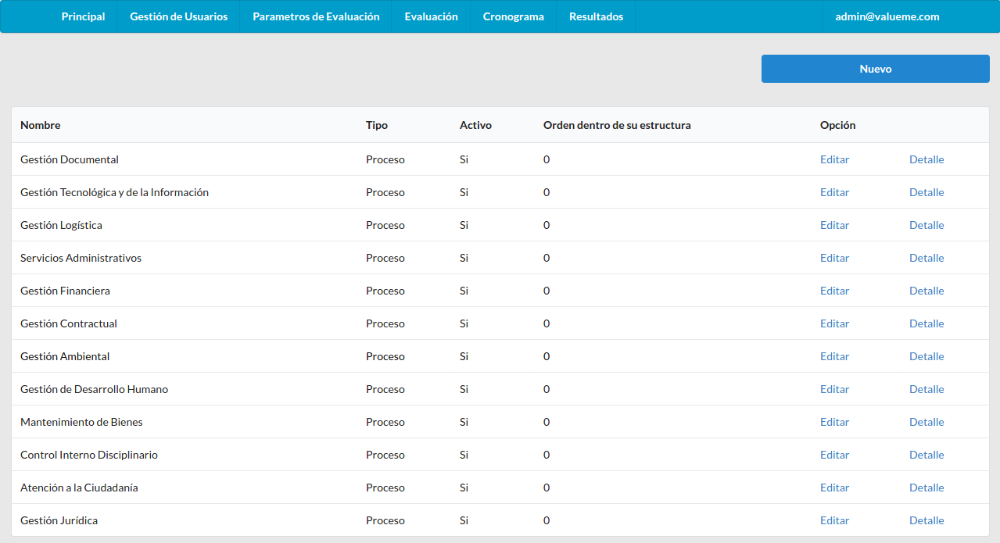 Principal Gestión de Usuarios Parametros de Evaluación Evaluación Cronograma Resultados admin@valueme.com
Nuevo
Nombre Tipo Activo Orden dentro de su estructura Opción
Gestión Documental Proceso Si 0 Editar Detalle
Gestión Tecnológica y de la Información Proceso Si 0 Editar Detalle
Gestión Logística Proceso Si 0 Editar Detalle
Servicios Administrativos Proceso Si 0 Editar Detalle
Gestión Financiera Proceso Si 0 Editar Detalle
Gestión Contractual Proceso Si 0 Editar Detalle
Gestión Ambiental Proceso Si 0 Editar Detalle
Gestión de Desarrollo Humano Proceso Si 0 Editar Detalle
Mantenimiento de Bienes Proceso Si 0 Editar Detalle
Control Interno Disciplinario Proceso Si 0 Editar Detalle
Atención a la Ciudadanía Proceso Si 0 Editar Detalle
Gestión Jurídica Proceso Si 0 Editar Detalle